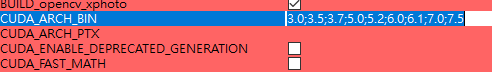 BUILD_opencv_xphoto
CUDA_ARCH_BIN 3.0;3.5;3.7;5.0;5.2;6.0;6.1;7.0;7.5
CUDA_ARCH_PTX
CUDA_ENABLE_DEPRECATED_GENERATION
CUDA_FAST_MATH